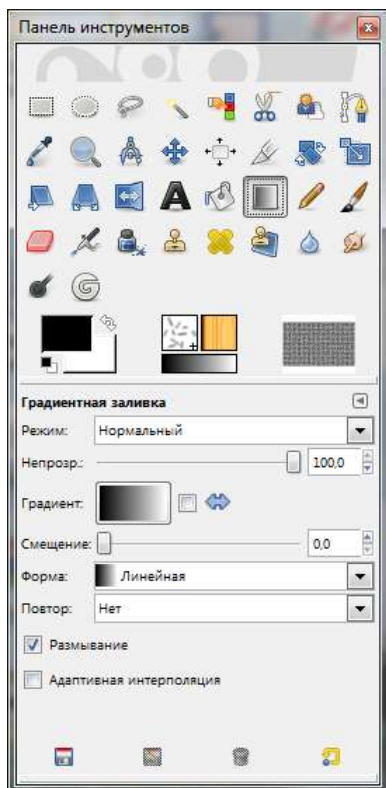 Панель инструментов
Градиентная заливка
Режим: Нормальный
Непрозр.: 100,0
Градиент:
Смещение: 0,0
Форма: Линейная
Повтор: Нет
Размывание
Адаптивная интерполяция